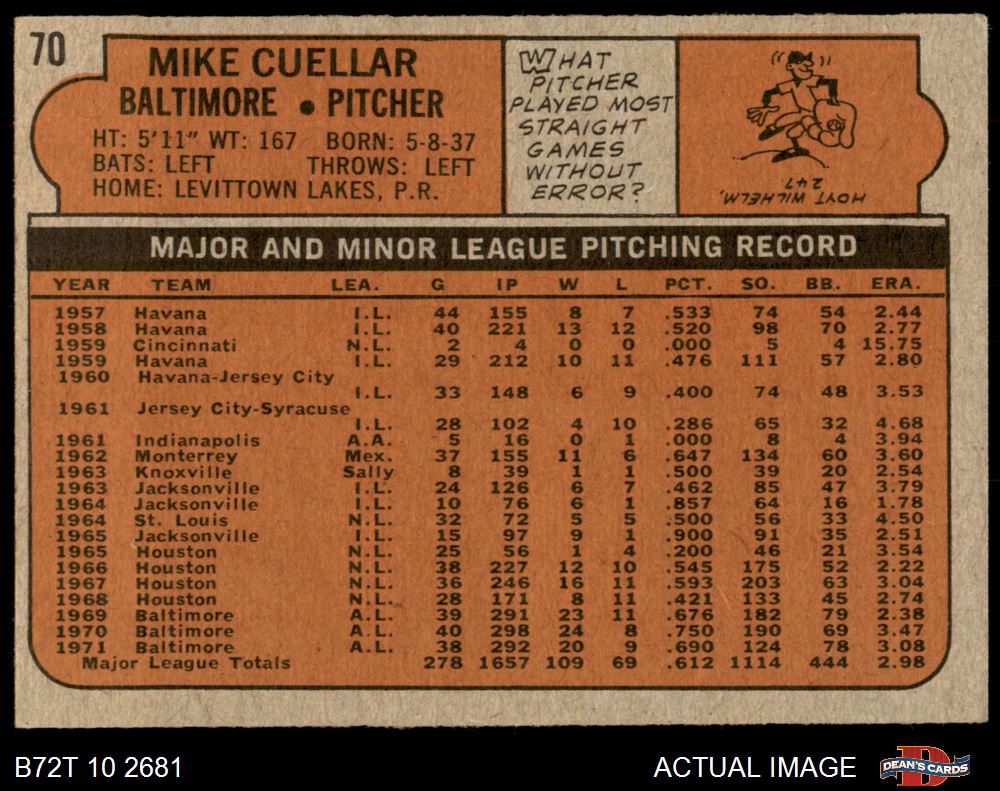 70
MIKE CUELLAR
BALTIMORE • PITCHER
HT: 5'11" WT: 167 BORN: 5-8-37
BATS: LEFT THROWS: LEFT
HOME: LEVITTOWN LAKES, P.R.
WHAT
PITCHER
PLAYED MOST
STRAIGHT
GAMES
WITHOUT
ERROR?
HOYT WILHELM,
247
MAJOR AND MINOR LEAGUE PITCHING RECORD
YEAR TEAM LEA. G IP W L PCT. SO. BB. ERA.
1957 Havana I.L. 44 155 8 7 .533 74 54 2.44
1958 Havana I.L. 40 221 13 12 .520 98 70 2.77
1959 Cincinnati N.L. 2 4 0 0 .000 5 4 15.75
1959 Havana I.L. 29 212 10 11 .476 111 57 2.80
1960 Havana-Jersey City
I.L. 33 148 6 9 .400 74 48 3.53
1961 Jersey City-Syracuse
I.L. 28 102 4 10 .286 65 32 4.68
1961 Indianapolis A.A. 5 16 0 1 .000 8 4 3.94
1962 Monterrey Mex. 37 155 11 6 .647 134 60 3.60
1963 Knoxville Sally 8 39 1 1 .500 39 20 2.54
1963 Jacksonville I.L. 24 126 6 7 .462 85 47 3.79
1964 Jacksonville I.L. 10 76 6 1 .857 64 16 1.78
1964 St. Louis N.L. 32 72 5 5 .500 56 33 4.50
1965 Jacksonville I.L. 15 97 9 1 .900 91 35 2.51
1965 Houston N.L. 25 56 1 4 .200 46 21 3.54
1966 Houston N.L. 38 227 12 10 .545 175 52 2.22
1967 Houston N.L. 36 246 16 11 .593 203 63 3.04
1968 Houston N.L. 28 171 8 11 .421 133 45 2.74
1969 Baltimore A.L. 39 291 23 11 .676 182 79 2.38
1970 Baltimore A.L. 40 298 24 8 .750 190 69 3.47
1971 Baltimore A.L. 38 292 20 9 .690 124 78 3.08
Major League Totals 278 1657 109 69 .612 1114 444 2.98
B72T 10 2681
ACTUAL IMAGE
D
DEAN'S CARDS